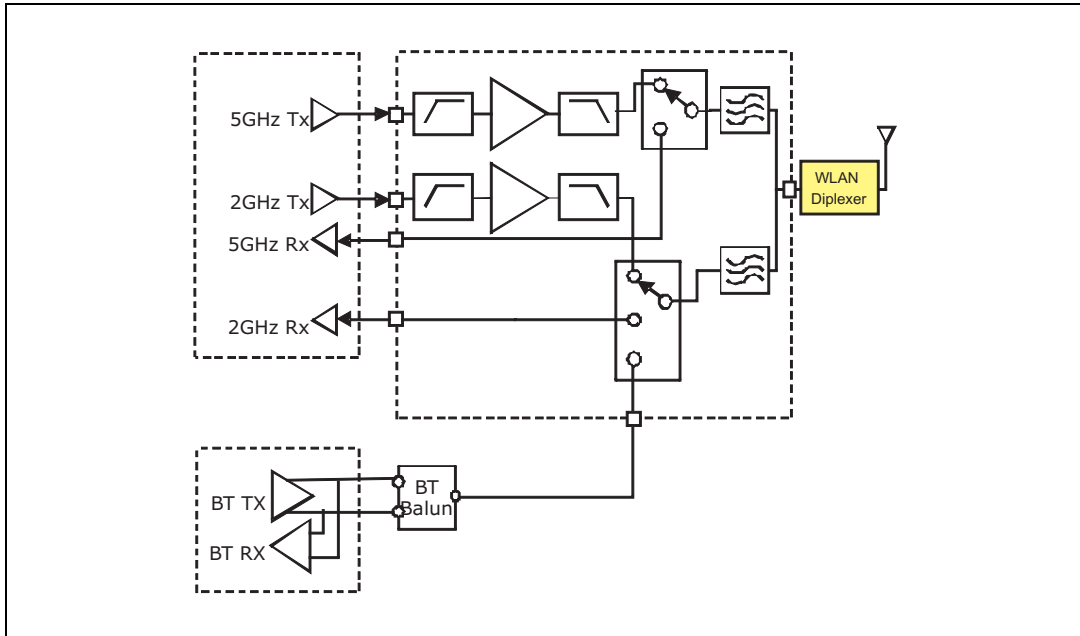 5GHz Tx
2GHz Tx
5GHz Rx
2GHz Rx
WLAN
Diplexer
BT TX
BT RX
BT
Balun